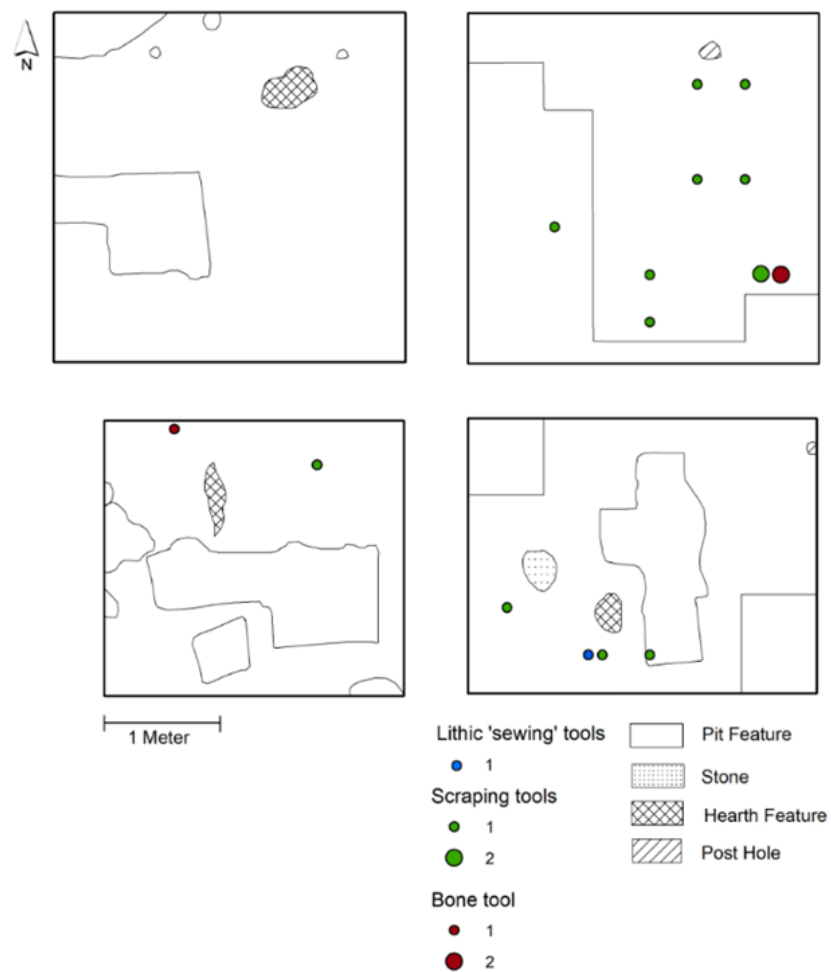 N
1 Meter
Lithic 'sewing' tools
1
Scraping tools
1
2
Bone tool
1
2
Pit Feature
Stone
Hearth Feature
Post Hole